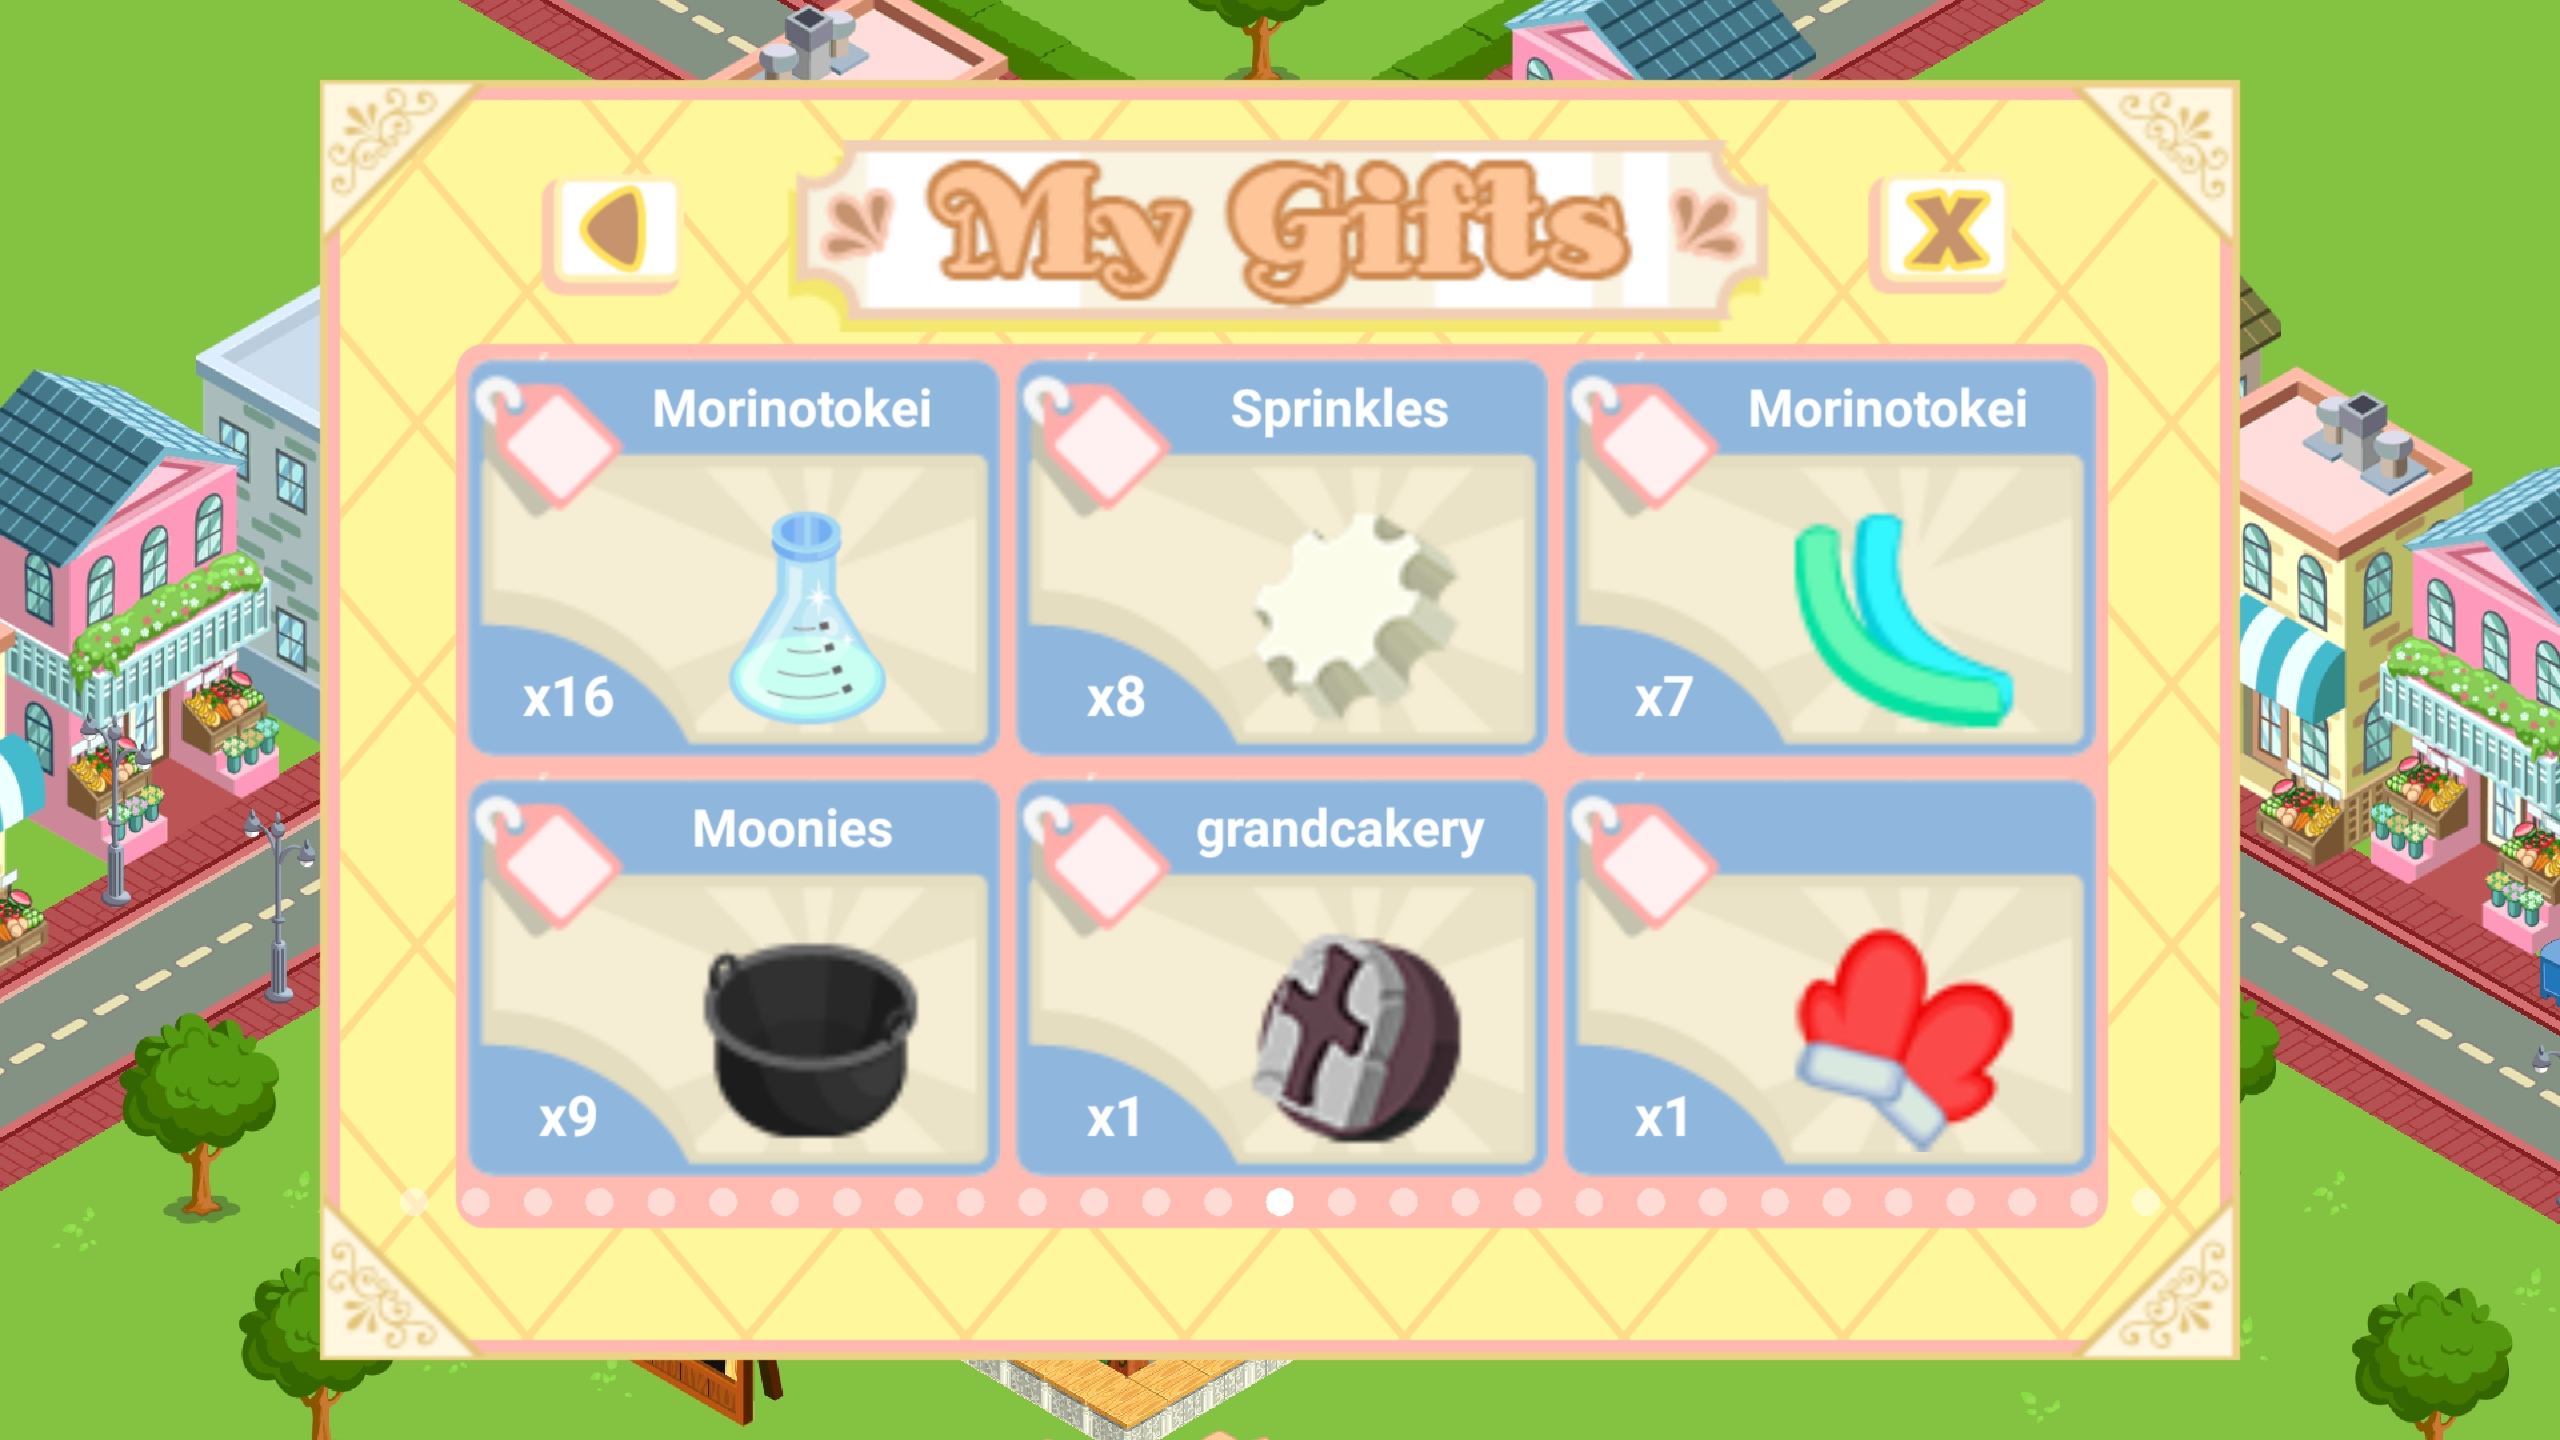 My Gifts
X
Morinotokei
Sprinkles
Morinotokei
x16
x8
x7
Moonies
grandcakery
x9
x1
x1